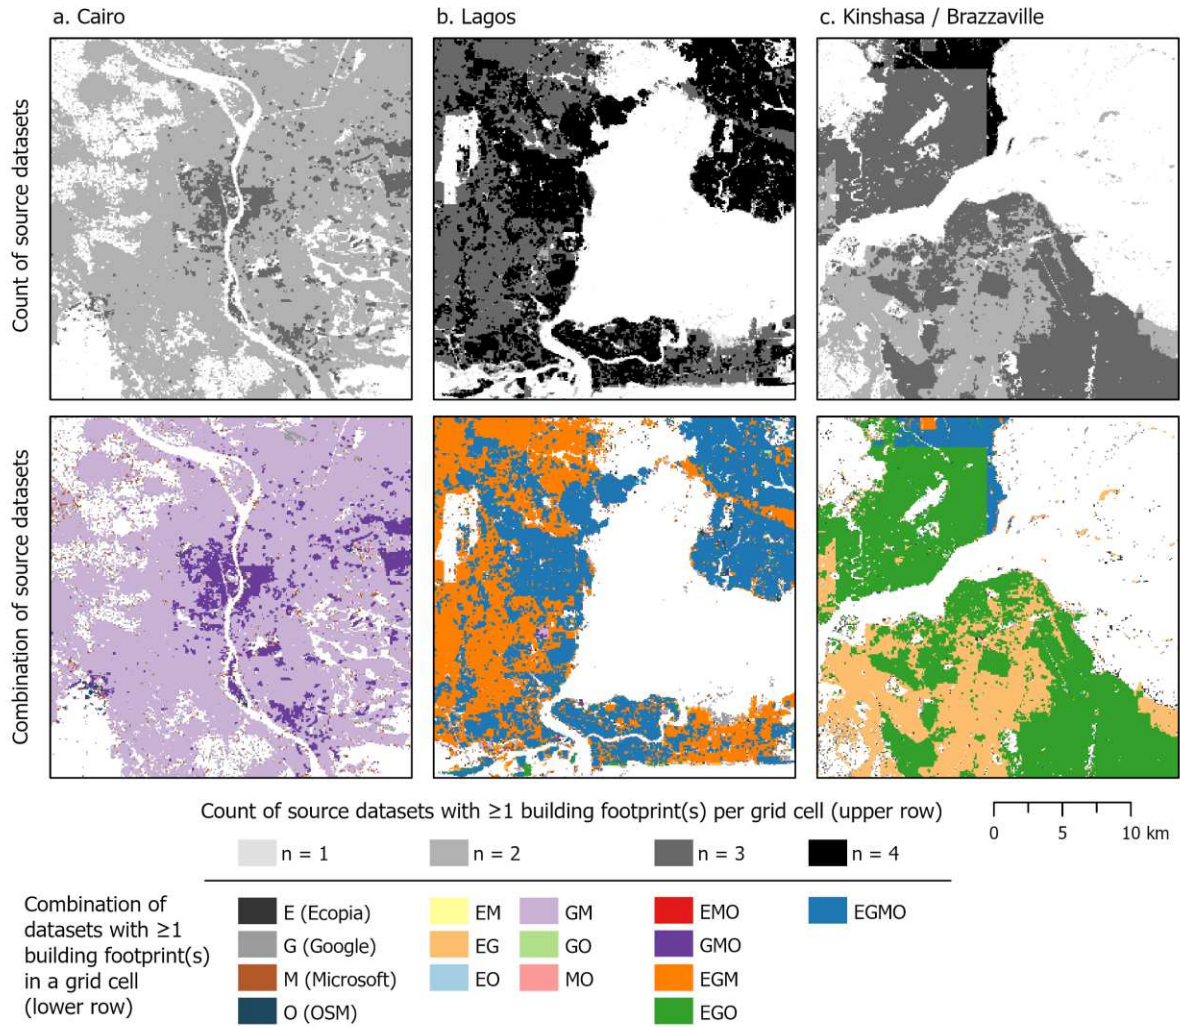 a. Cairo
b. Lagos
c. Kinshasa / Brazzaville
Count of source datasets
Combination of source datasets
Count of source datasets with ≥1 building footprint(s) per grid cell (upper row)
0 5 10 km
n = 1
n = 2
n = 3
n = 4
Combination of
datasets with ≥1
building footprint(s)
in a grid cell
(lower row)
E (Ecopia)
G (Google)
M (Microsoft)
O (OSM)
EM
EG
EO
GM
GO
MO
EMO
GMO
EGM
EGO
EGMO